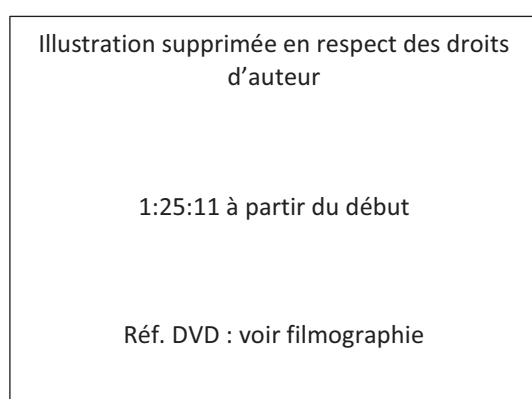 Illustration supprimée en respect des droits
d’auteur
1:25:11 à partir du début
Réf. DVD : voir filmographie